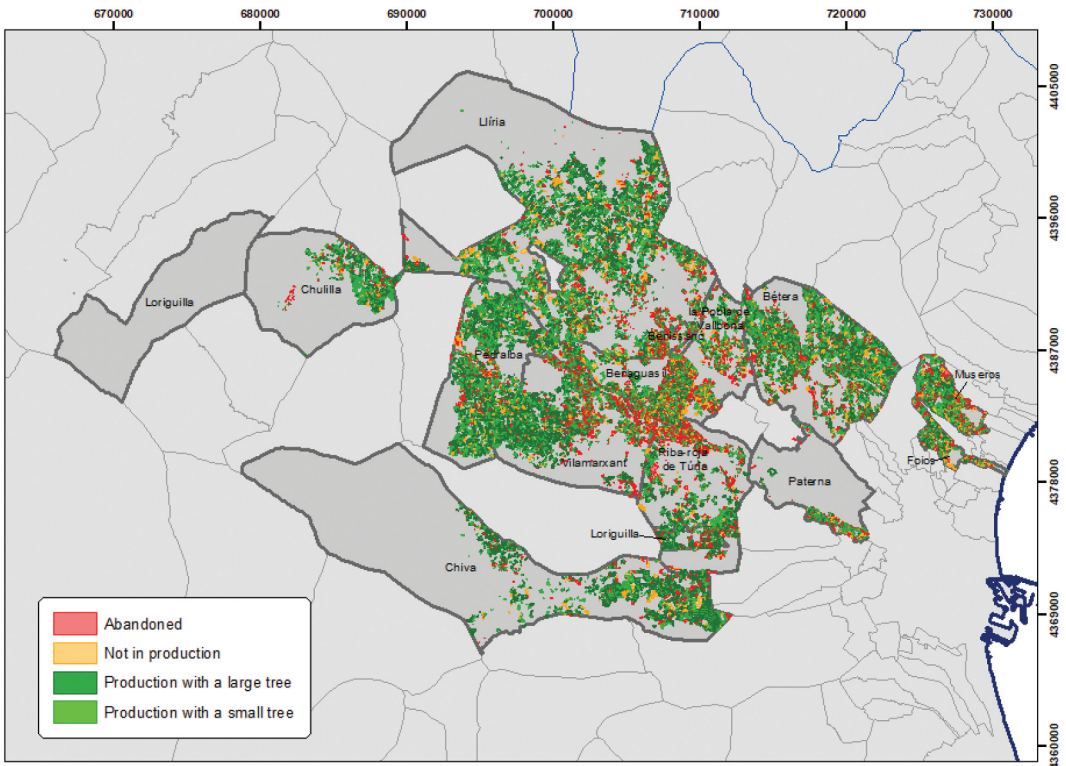 670000 680000 690000 700000 710000 720000 730000
4405000
4396000
4387000
4378000
4369000
4360000
Llíria
Loriguilla
Chulilla
la Pobla de
Vallbona
Bétera
Benissanó
Pedralba
Benaguasil
Museros
Foios
Vilamarxant
Riba-roja
de Túria
Paterna
Loriguilla
Chiva
Abandoned
Not in production
Production with a large tree
Production with a small tree